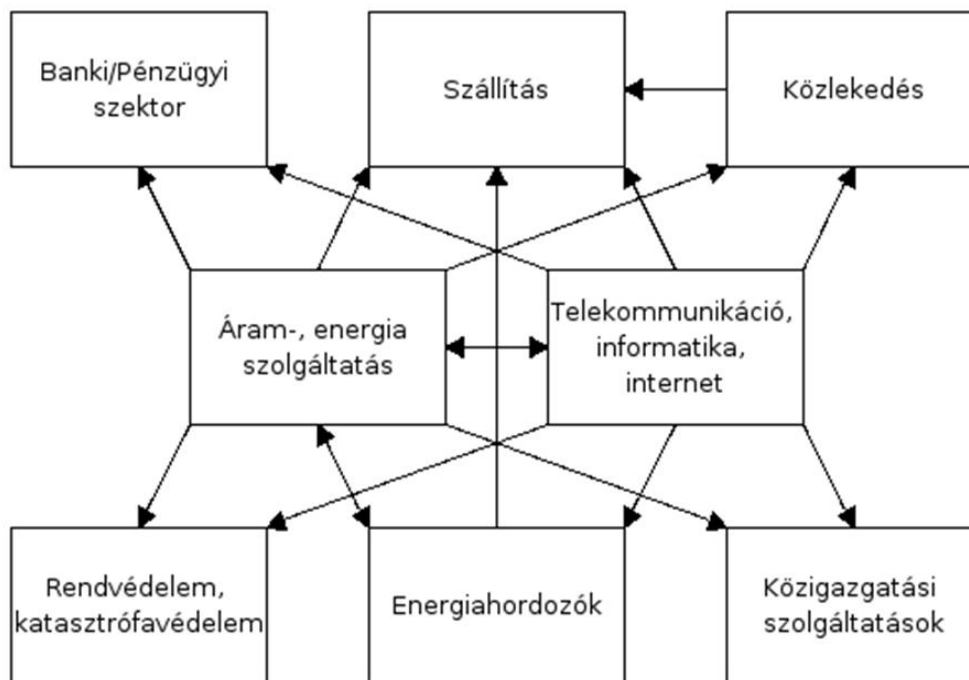 Banki/Pénzügyi
szektor
Szállítás
Közlekedés
Áram-, energia
szolgáltatás
Telekommunikáció,
informatika,
internet
Rendvédelem,
katasztrófavédelem
Energiahordozók
Közigazgatási
szolgáltatások